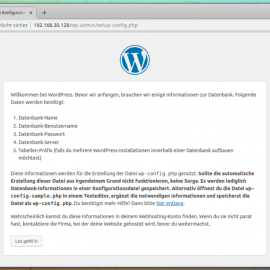 Konfiguration
Nicht sicher | 192.168.30.128/wp-admin/setup-config.php
Willkommen bei WordPress. Bevor wir anfangen, brauchen wir einige Informationen zur Datenbank. Folgende
Daten werden benötigt:
1. Datenbank-Name
2. Datenbank-Benutzername
3. Datenbank-Passwort
4. Datenbank-Server
5. Tabellen-Präfix (falls du mehrere WordPress-Installationen innerhalb einer Datenbank aufbauen
möchtest)
Diese Informationen werden für die Erstellung der Datei wp-config.php genutzt. Sollte die automatische
Erstellung dieser Datei aus irgendeinem Grund nicht funktionieren, keine Sorge. Es werden lediglich
Datenbank-Informationen in einer Konfigurationsdatei gespeichert. Alternativ öffnest du die Datei wp-
config-sample.php in einem Texteditor, ergänzt die notwendigen Informationen und speicherst die
Datei als wp-config.php. Du benötigst mehr Hilfe? Dann bitte hier entlang.
Wahrscheinlich kannst du diese Informationen in deinem Webhosting-Konto finden. Wenn du sie nicht parat
hast, kontaktiere die Firma, bei der deine Website gehostet wird, bevor du weitermachst.
Los geht's!